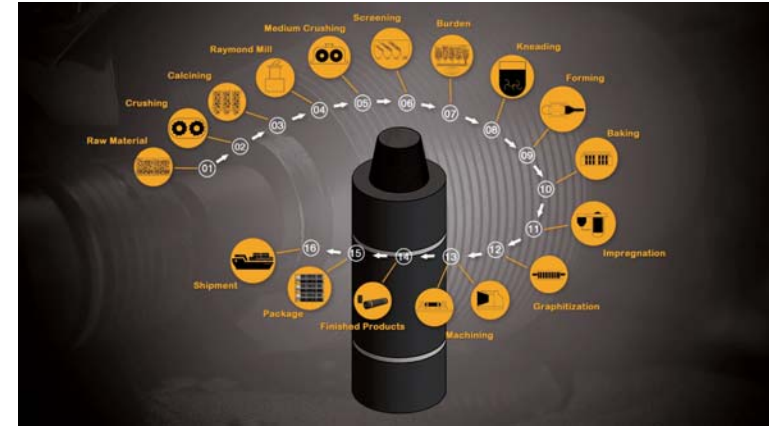 Raw Material
01
Crushing
02
Calcining
03
Raymond Mill
04
Medium Crushing
05
Screening
06
Burden
07
Kneading
08
Forming
09
Baking
10
Impregnation
11
Graphitization
12
Machining
13
Finished Products
14
Package
15
Shipment
16